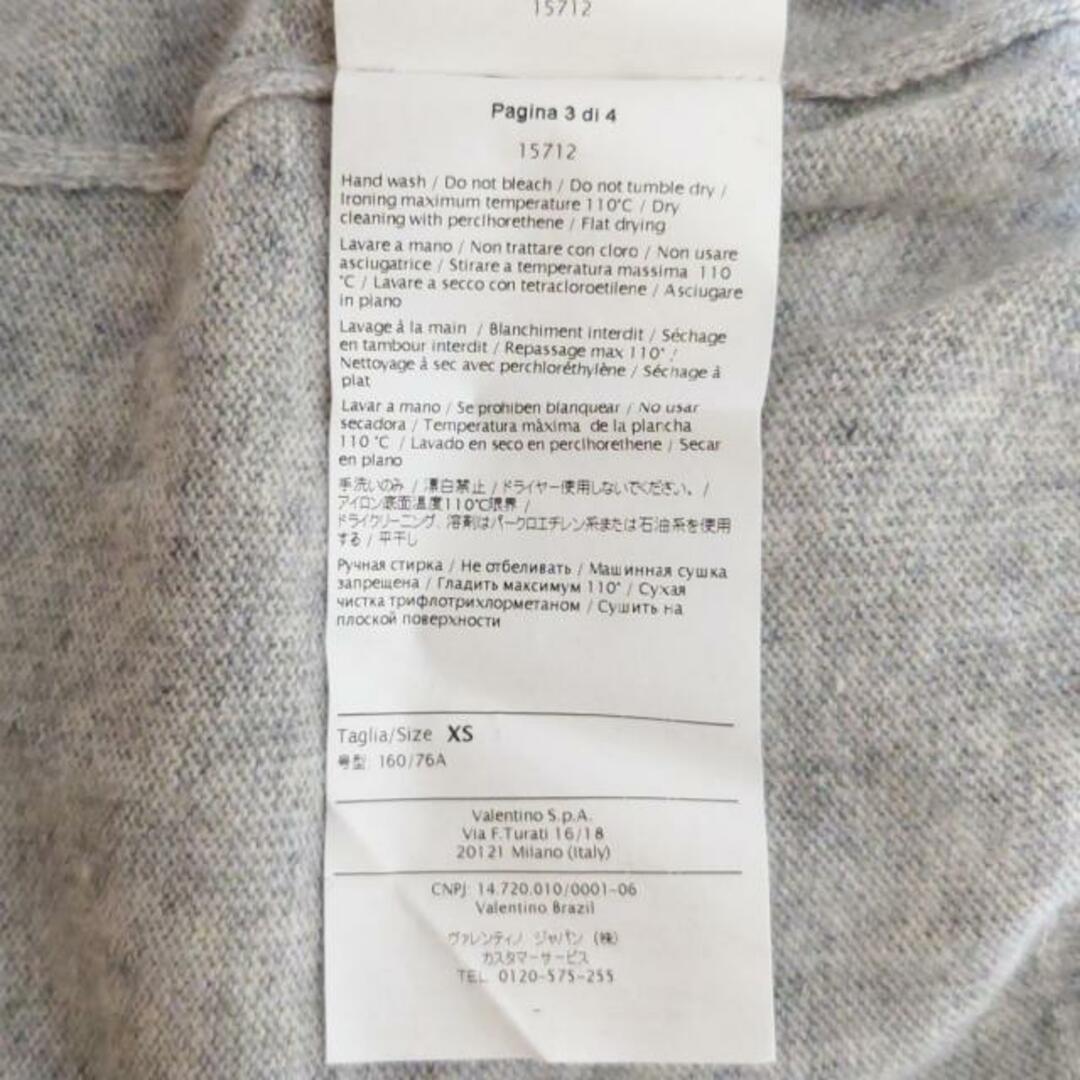 15712
Pagina 3 di 4
15712
Hand wash / Do not bleach / Do not tumble dry /
Ironing maximum temperature 110°C / Dry
cleaning with perclhorethene / Flat drying
Lavare a mano / Non trattare con cloro / Non usare
asciugatrice / Stirare a temperatura massima 110
°C / Lavare a secco con tetracloroetilene / Asciugare
in piano
Lavage à la main / Blanchiment interdit / Séchage
en tambour interdit / Repassage max 110° /
Nettoyage à sec avec perchloréthylène / Séchage à
plat
Lavar a mano / Se prohiben blanquear / No usar
secadora / Temperatura màxima de la plancha
110 °C / Lavado en seco en perclhorethene / Secar
en plano
手洗いのみ / 漂白禁止 / ドライヤー使用しないでください。 /
アイロン底面温度110℃限界 /
ドライクリーニング、溶剤はパークロエチレン系または石油系を使用
する / 平干し
Ручная стирка / Не отбеливать / Машинная сушка
запрещена / Гладить максимум 110° / Сухая
чистка трифлотрихлорметаном / Сушить на
плоской поверхности
Taglia/Size XS
号型 160/76A
Valentino S.p.A.
Via F.Turati 16/18
20121 Milano (Italy)
CNPJ: 14.720.010/0001-06
Valentino Brazil
ヴァレンティノ ジャパン (株)
カスタマーサービス
TEL 0120-575-255